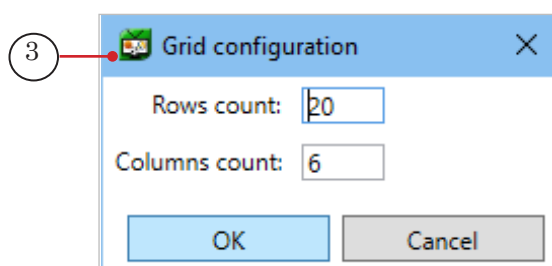 3
Grid configuration
Rows count: 20
Columns count: 6
OK Cancel